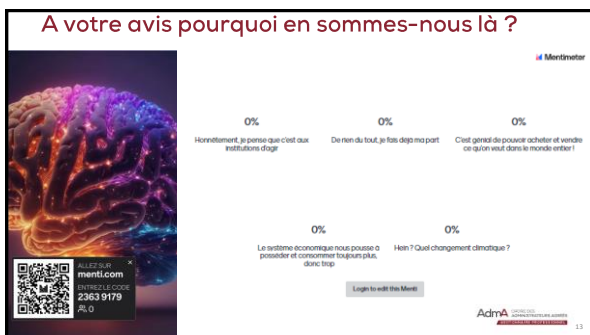 A votre avis pourquoi en sommes-nous là ?
Mentimeter
0%
Honnêtement, je pense que c'est aux
institutions d'agir
0%
De rien du tout, je fais déjà ma part
0%
C'est génial de pouvoir acheter et vendre
ce qu'on veut dans le monde entier !
0%
Le système économique nous pousse à
posséder et consommer toujours plus,
donc trop
0%
Hein ? Quel changement climatique ?
Login to edit this Menti
ALLEZ SUR
menti.com
ENTREZ LE CODE
2363 9179
0
AdmA
ORDRE DES
ADMINISTRATEURS AGRÉÉS
13